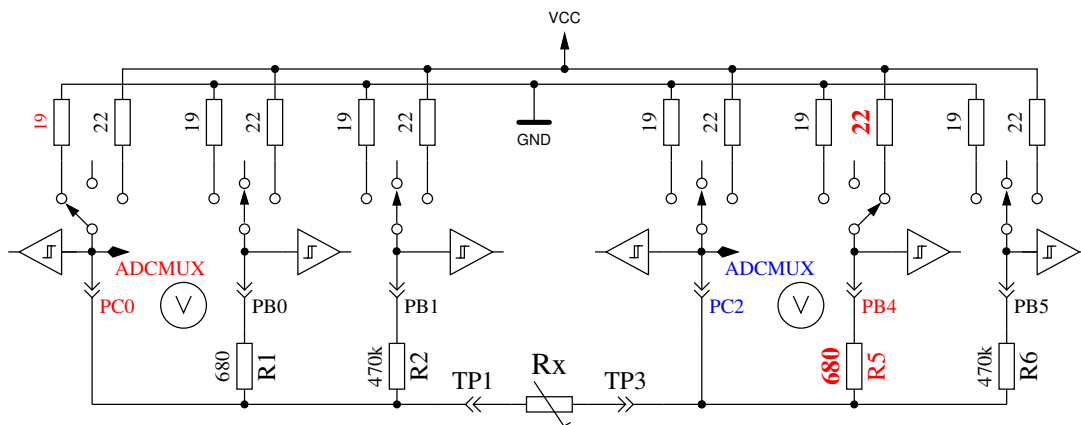 VCC
19
22
19
22
19
22
GND
19
22
19
22
19
22
ADCMUX
PC0
V
PB0
PB1
ADCMUX
PC2
V
PB4
PB5
680
R1
470k
R2
TP1
Rx
TP3
680
R5
470k
R6